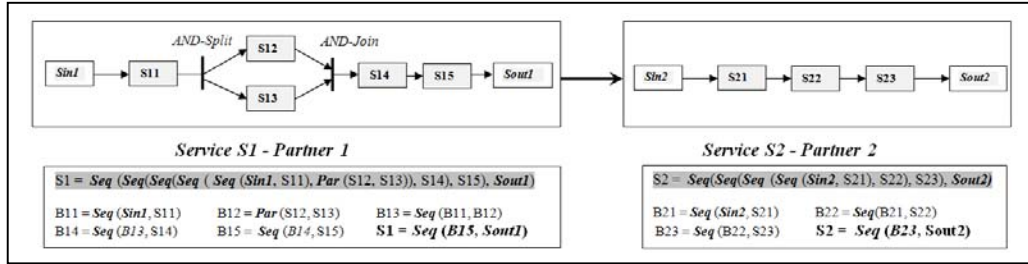 AND-Split
AND-Join
S12
Sin1
S11
S14
S15
Sout1
S13
Sin2
S21
S22
S23
Sout2
Service S1 - Partner 1
Service S2 - Partner 2
S1 = Seq (Seq(Seq(Seq ( Seq (Sin1, S11), Par (S12, S13)), S14), S15), Sout1)
B11 = Seq (Sin1, S11) B12 = Par (S12, S13) B13 = Seq (B11, B12)
B14 = Seq (B13, S14) B15 = Seq (B14, S15) S1 = Seq (B15, Sout1)
S2 = Seq(Seq(Seq (Seq (Sin2, S21), S22), S23), Sout2)
B21 = Seq (Sin2, S21) B22 = Seq(B21, S22)
B23 = Seq (B22, S23) S2 = Seq (B23, Sout2)